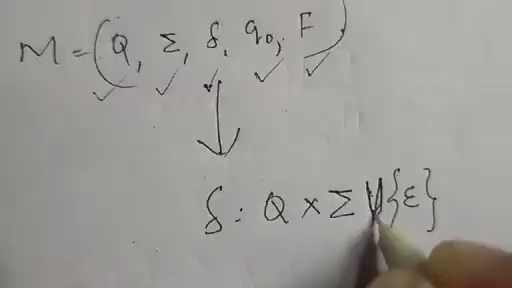 M = (Q, Σ, δ, q₀, F)
δ : Q × Σ ∪ {ε}